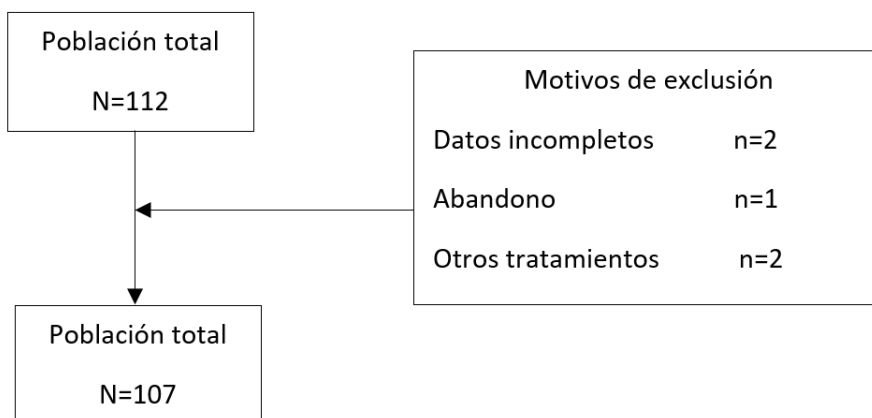 Población total
N=112
Motivos de exclusión
Datos incompletos n=2
Abandono n=1
Otros tratamientos n=2
Población total
N=107